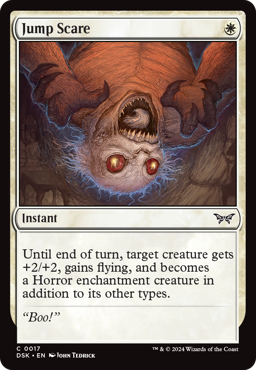 Jump Scare
Instant
Until end of turn, target creature gets
+2/+2, gains flying, and becomes
a Horror enchantment creature in
addition to its other types.
“Boo!”
C 0017
DSK • EN JOHN TEDRICK
™ & © 2024 Wizards of the Coast